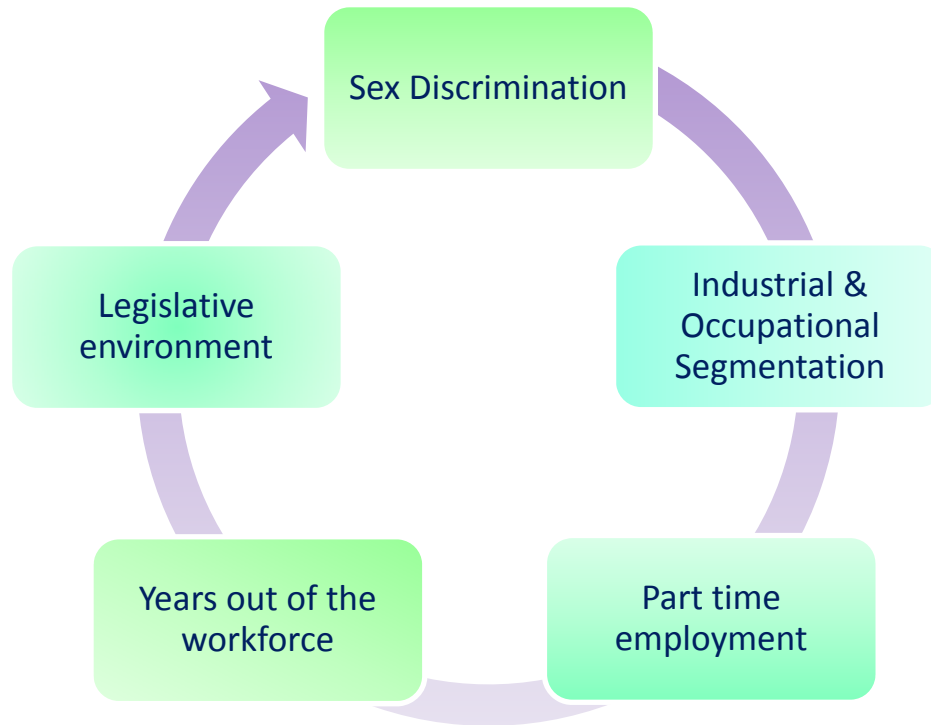 Sex Discrimination
Industrial &
Occupational
Segmentation
Part time
employment
Years out of the
workforce
Legislative
environment